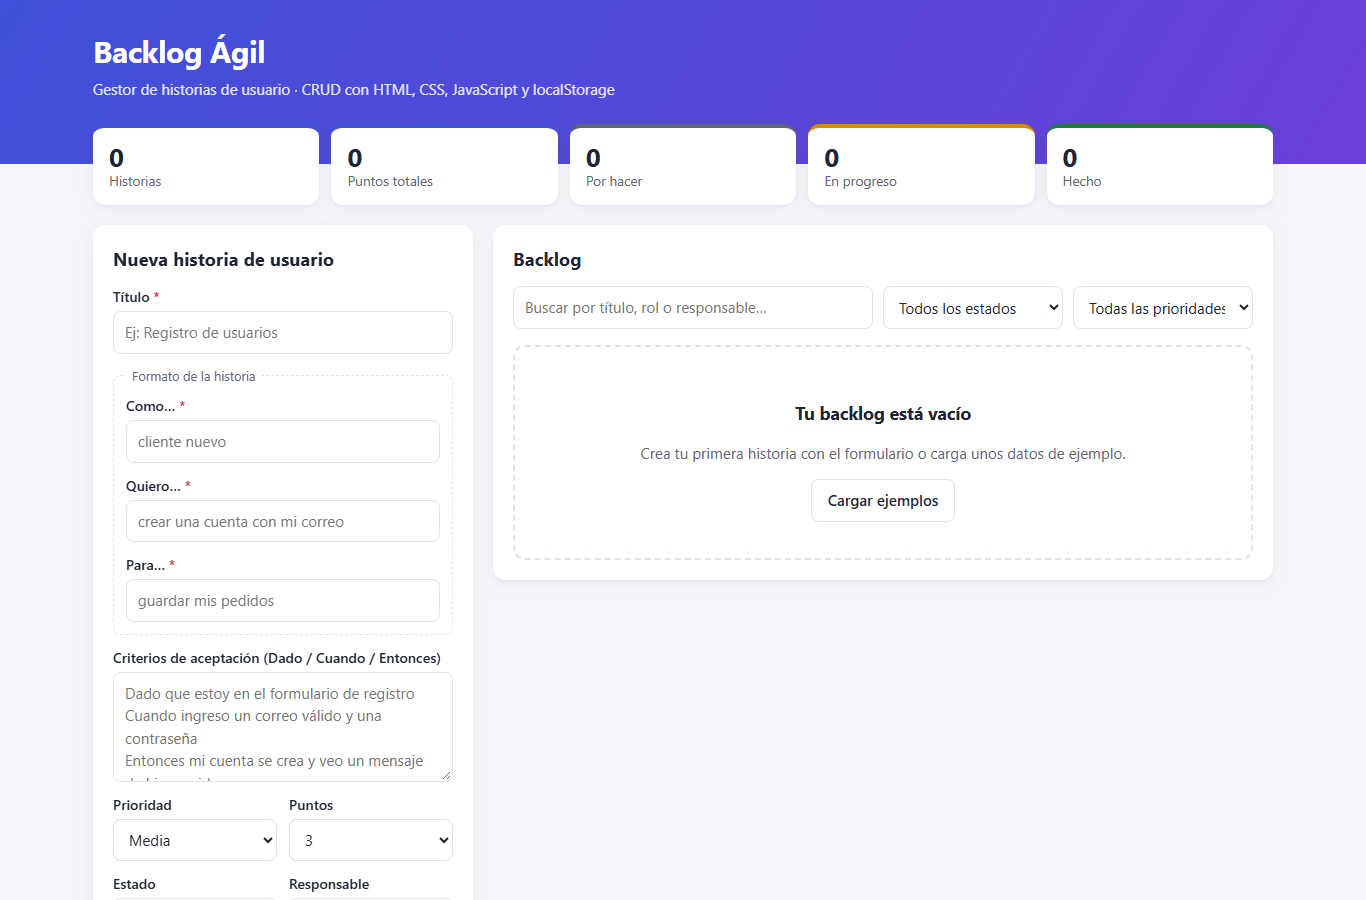 Backlog Ágil
Gestor de historias de usuario · CRUD con HTML, CSS, JavaScript y localStorage
0
Historias
0
Puntos totales
0
Por hacer
0
En progreso
0
Hecho
Nueva historia de usuario
Título *
Ej: Registro de usuarios
Formato de la historia
Como... *
cliente nuevo
Quiero... *
crear una cuenta con mi correo
Para... *
guardar mis pedidos
Criterios de aceptación (Dado / Cuando / Entonces)
Dado que estoy en el formulario de registro
Cuando ingreso un correo válido y una
contraseña
Entonces mi cuenta se crea y veo un mensaje
Prioridad
Puntos
Media
3
Estado
Responsable
Backlog
Buscar por título, rol o responsable...
Todos los estados
Todas las prioridades
Tu backlog está vacío
Crea tu primera historia con el formulario o carga unos datos de ejemplo.
Cargar ejemplos